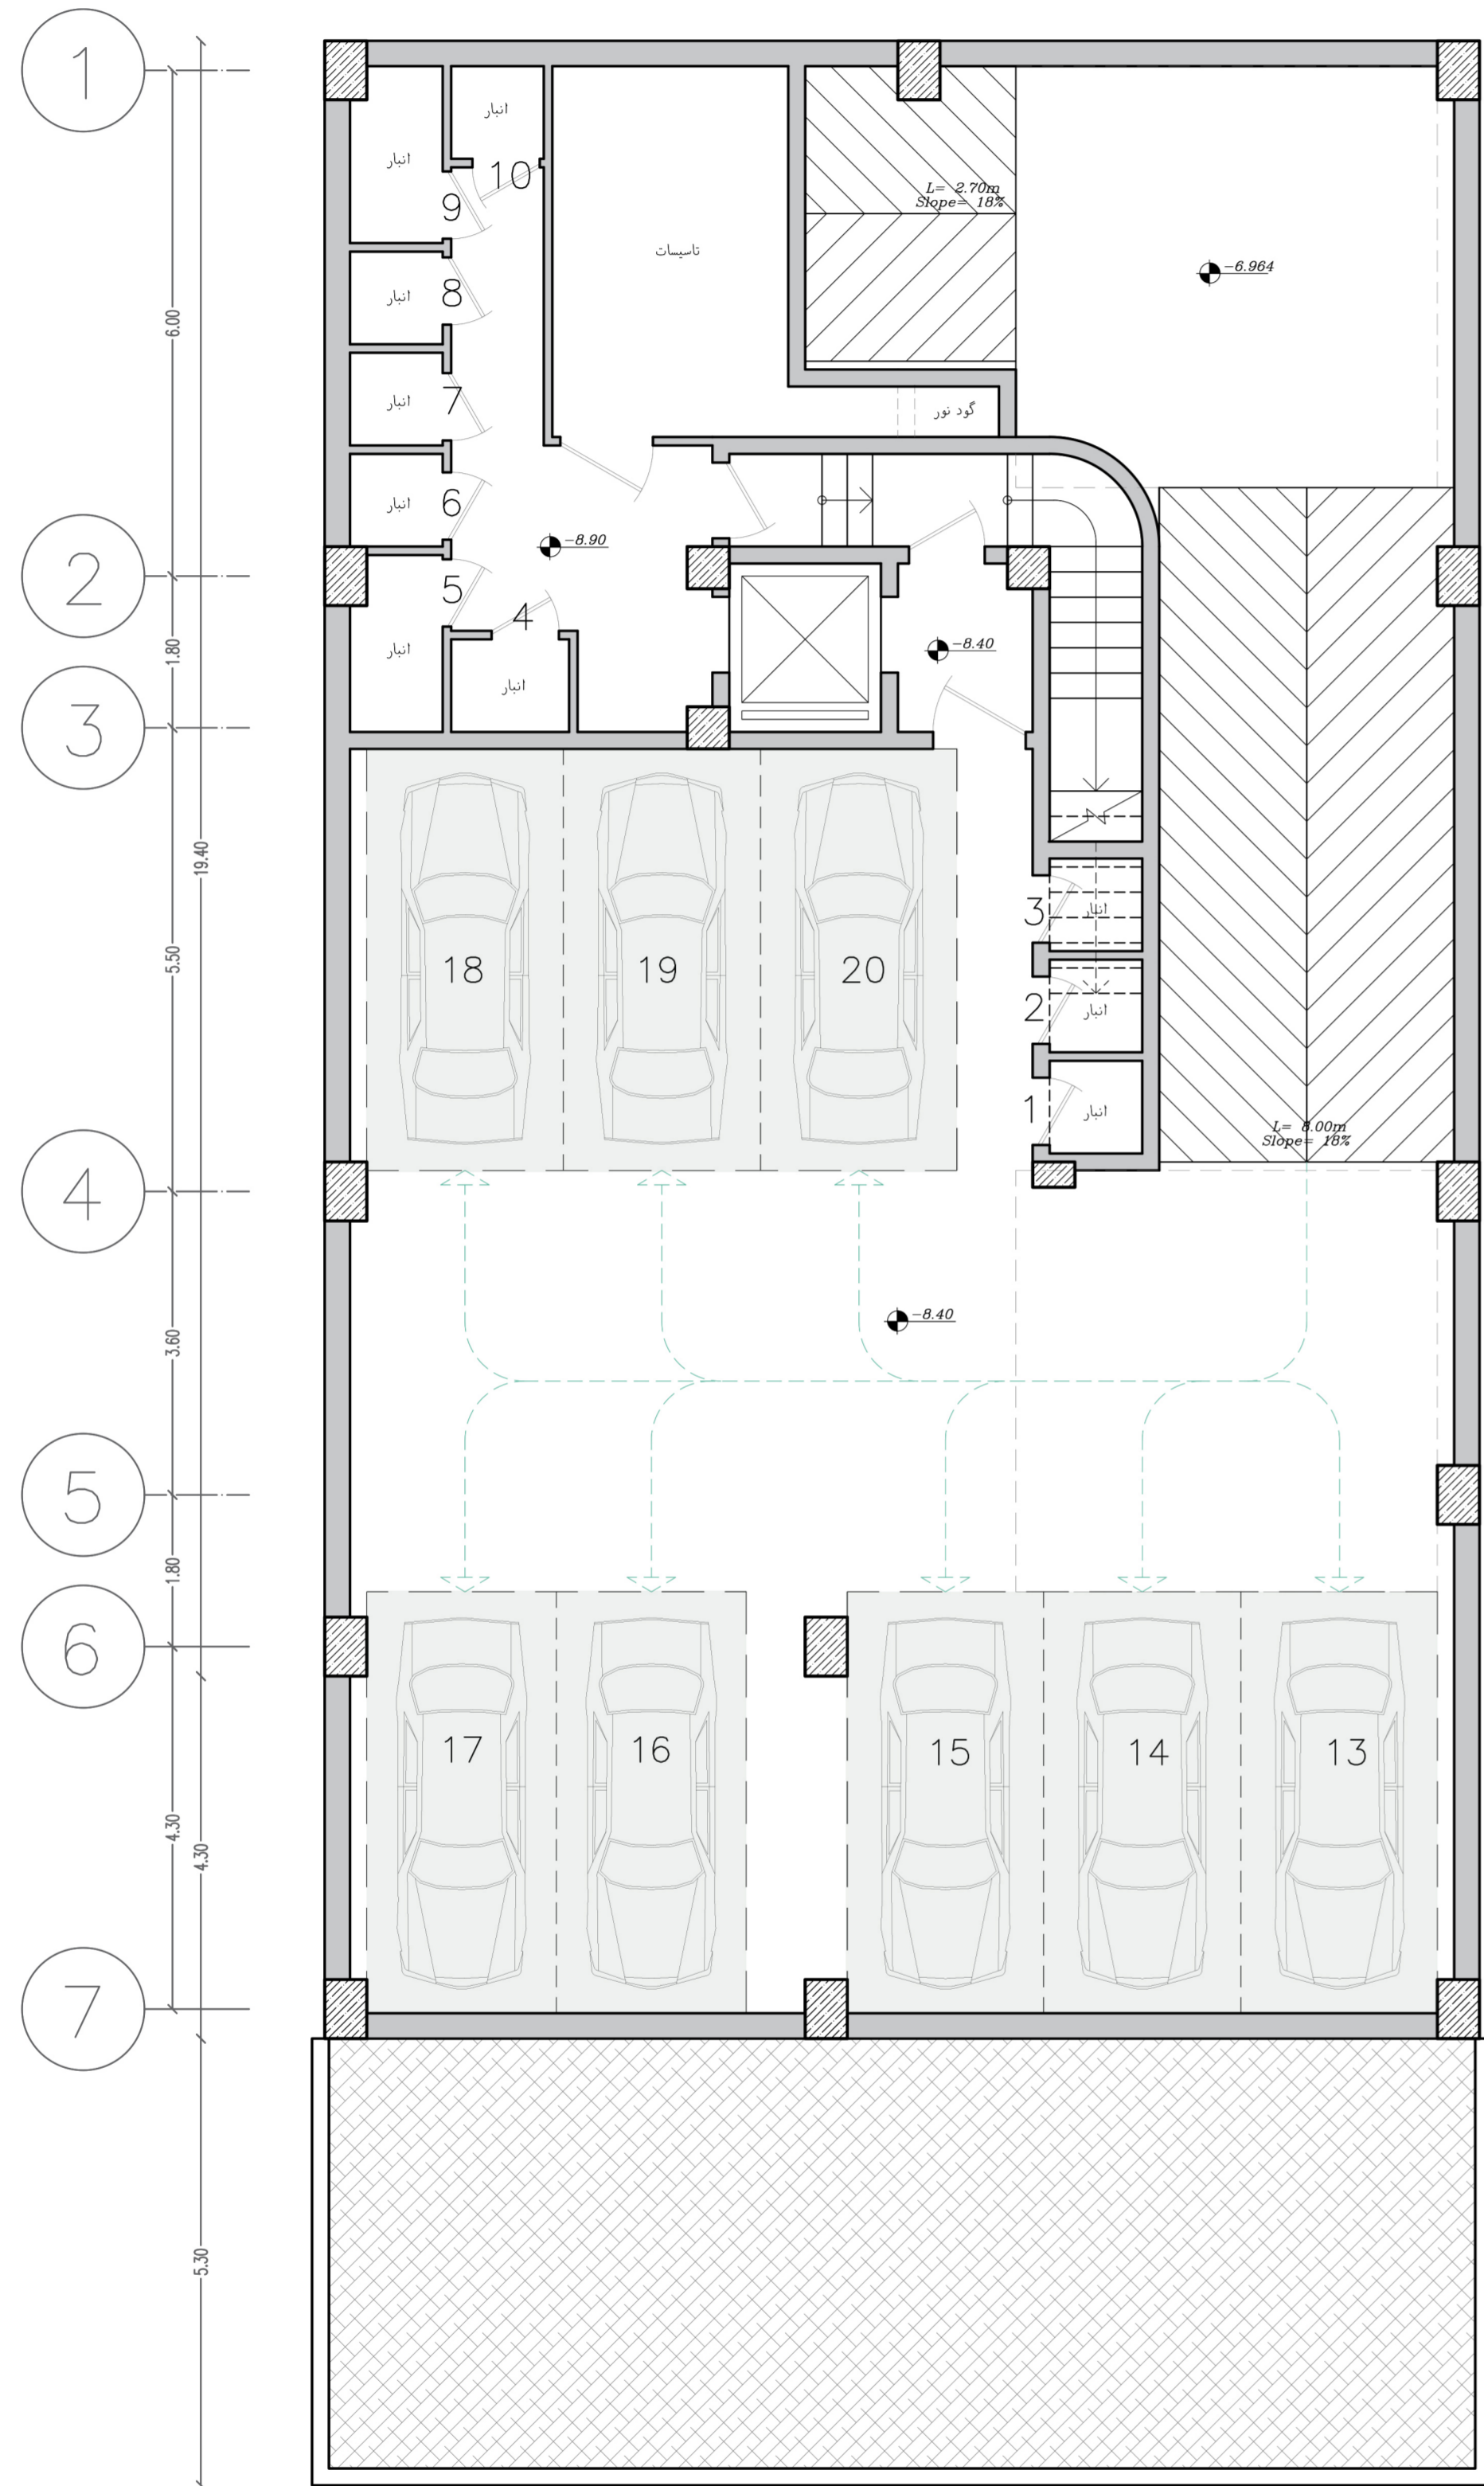 1
انبار
10
انبار
9
L= 2.70m
Slope= 18%
تاسیسات
-6.964
انبار
8
6.00
انبار
7
گود نور
انبار
6
-8.90
2
5
4
1.80
انبار
-8.40
انبار
3
19.40
3
انبار
5.50
18
19
20
2
انبار
1
انبار
L= 8.00m
Slope= 18%
4
3.60
-8.40
5
1.80
6
17
16
15
14
13
4.30
4.30
7
5.30